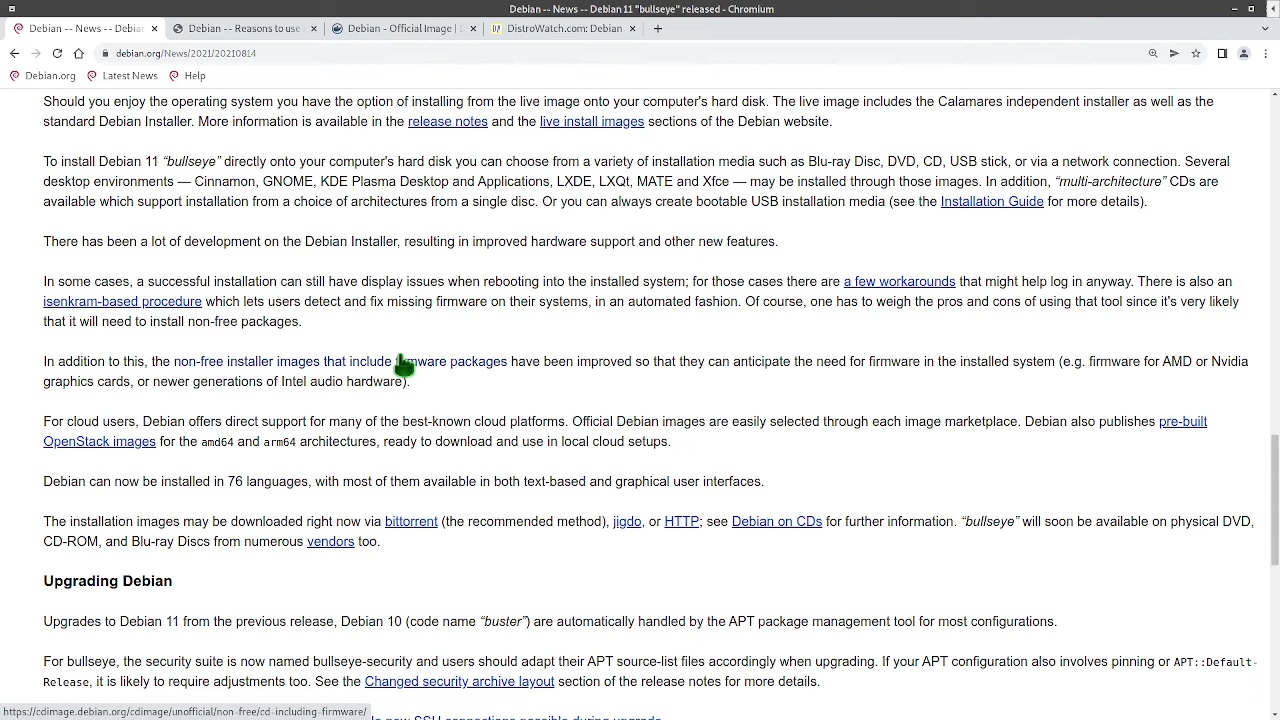 Debian -- News -- Debian 11 "bullseye" released - Chromium
Debian -- News -- Debian
Debian -- Reasons to use
Debian - Official Image |
DistroWatch.com: Debian
debian.org/News/2021/20210814
Debian.org
Latest News
Help
Should you enjoy the operating system you have the option of installing from the live image onto your computer's hard disk. The live image includes the Calamares independent installer as well as the
standard Debian Installer. More information is available in the release notes and the live install images sections of the Debian website.
To install Debian 11 “bullseye” directly onto your computer's hard disk you can choose from a variety of installation media such as Blu-ray Disc, DVD, CD, USB stick, or via a network connection. Several
desktop environments — Cinnamon, GNOME, KDE Plasma Desktop and Applications, LXDE, LXQt, MATE and Xfce — may be installed through those images. In addition, “multi-architecture” CDs are
available which support installation from a choice of architectures from a single disc. Or you can always create bootable USB installation media (see the Installation Guide for more details).
There has been a lot of development on the Debian Installer, resulting in improved hardware support and other new features.
In some cases, a successful installation can still have display issues when rebooting into the installed system; for those cases there are a few workarounds that might help log in anyway. There is also an
isenkram-based procedure which lets users detect and fix missing firmware on their systems, in an automated fashion. Of course, one has to weigh the pros and cons of using that tool since it's very likely
that it will need to install non-free packages.
In addition to this, the non-free installer images that include firmware packages have been improved so that they can anticipate the need for firmware in the installed system (e.g. firmware for AMD or Nvidia
graphics cards, or newer generations of Intel audio hardware).
For cloud users, Debian offers direct support for many of the best-known cloud platforms. Official Debian images are easily selected through each image marketplace. Debian also publishes pre-built
OpenStack images for the amd64 and arm64 architectures, ready to download and use in local cloud setups.
Debian can now be installed in 76 languages, with most of them available in both text-based and graphical user interfaces.
The installation images may be downloaded right now via bittorrent (the recommended method), jigdo, or HTTP; see Debian on CDs for further information. “bullseye” will soon be available on physical DVD,
CD-ROM, and Blu-ray Discs from numerous vendors too.
Upgrading Debian
Upgrades to Debian 11 from the previous release, Debian 10 (code name “buster”) are automatically handled by the APT package management tool for most configurations.
For bullseye, the security suite is now named bullseye-security and users should adapt their APT source-list files accordingly when upgrading. If your APT configuration also involves pinning or APT::Default-
Release, it is likely to require adjustments too. See the Changed security archive layout section of the release notes for more details.
https://cdimage.debian.org/cdimage/unofficial/non-free/cd-including-firmware/
no new SSH connections possible during upgrade